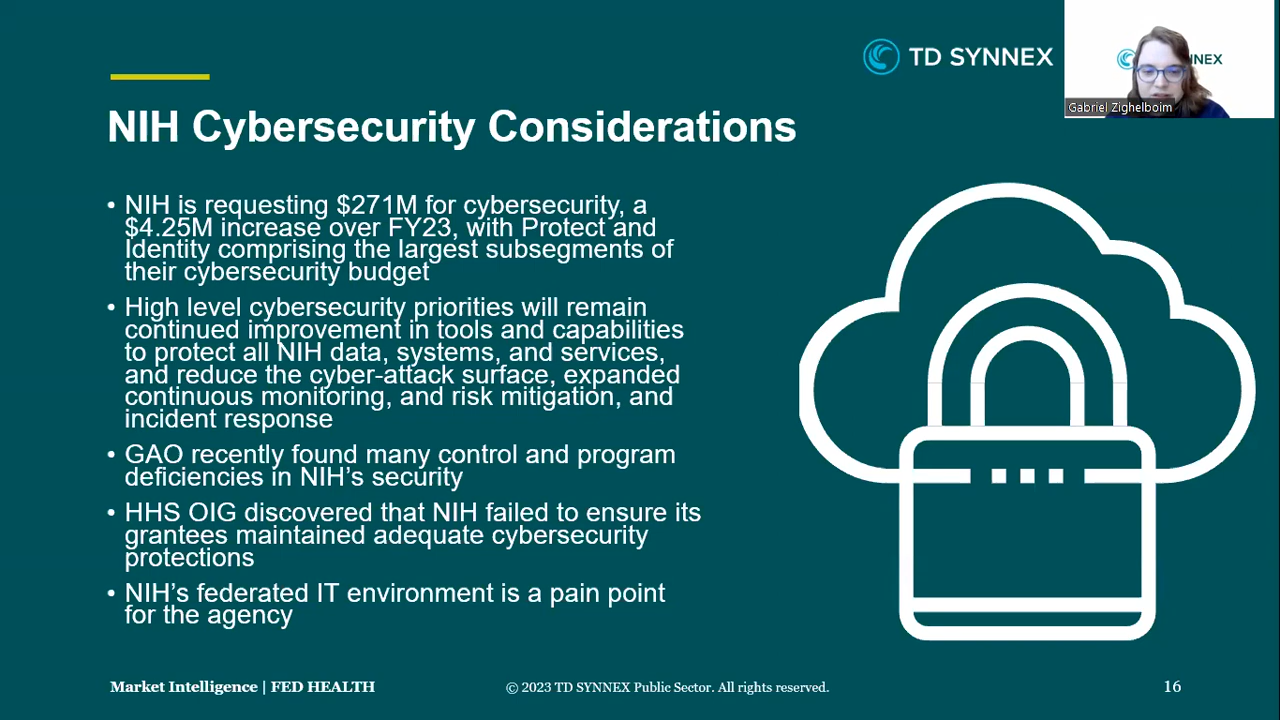 TD SYNNEX
NNEX
Gabriel Zighelboim
NIH Cybersecurity Considerations
• NIH is requesting $271M for cybersecurity, a
$4.25M increase over FY23, with Protect and
Identity comprising the largest subsegments of
their cybersecurity budget
• High level cybersecurity priorities will remain
continued improvement in tools and capabilities
to protect all NIH data, systems, and services,
and reduce the cyber-attack surface, expanded
continuous monitoring, and risk mitigation, and
incident response
• GAO recently found many control and program
deficiencies in NIH’s security
• HHS OIG discovered that NIH failed to ensure its
grantees maintained adequate cybersecurity
protections
• NIH’s federated IT environment is a pain point
for the agency
Market Intelligence | FED HEALTH
© 2023 TD SYNNEX Public Sector. All rights reserved.
16